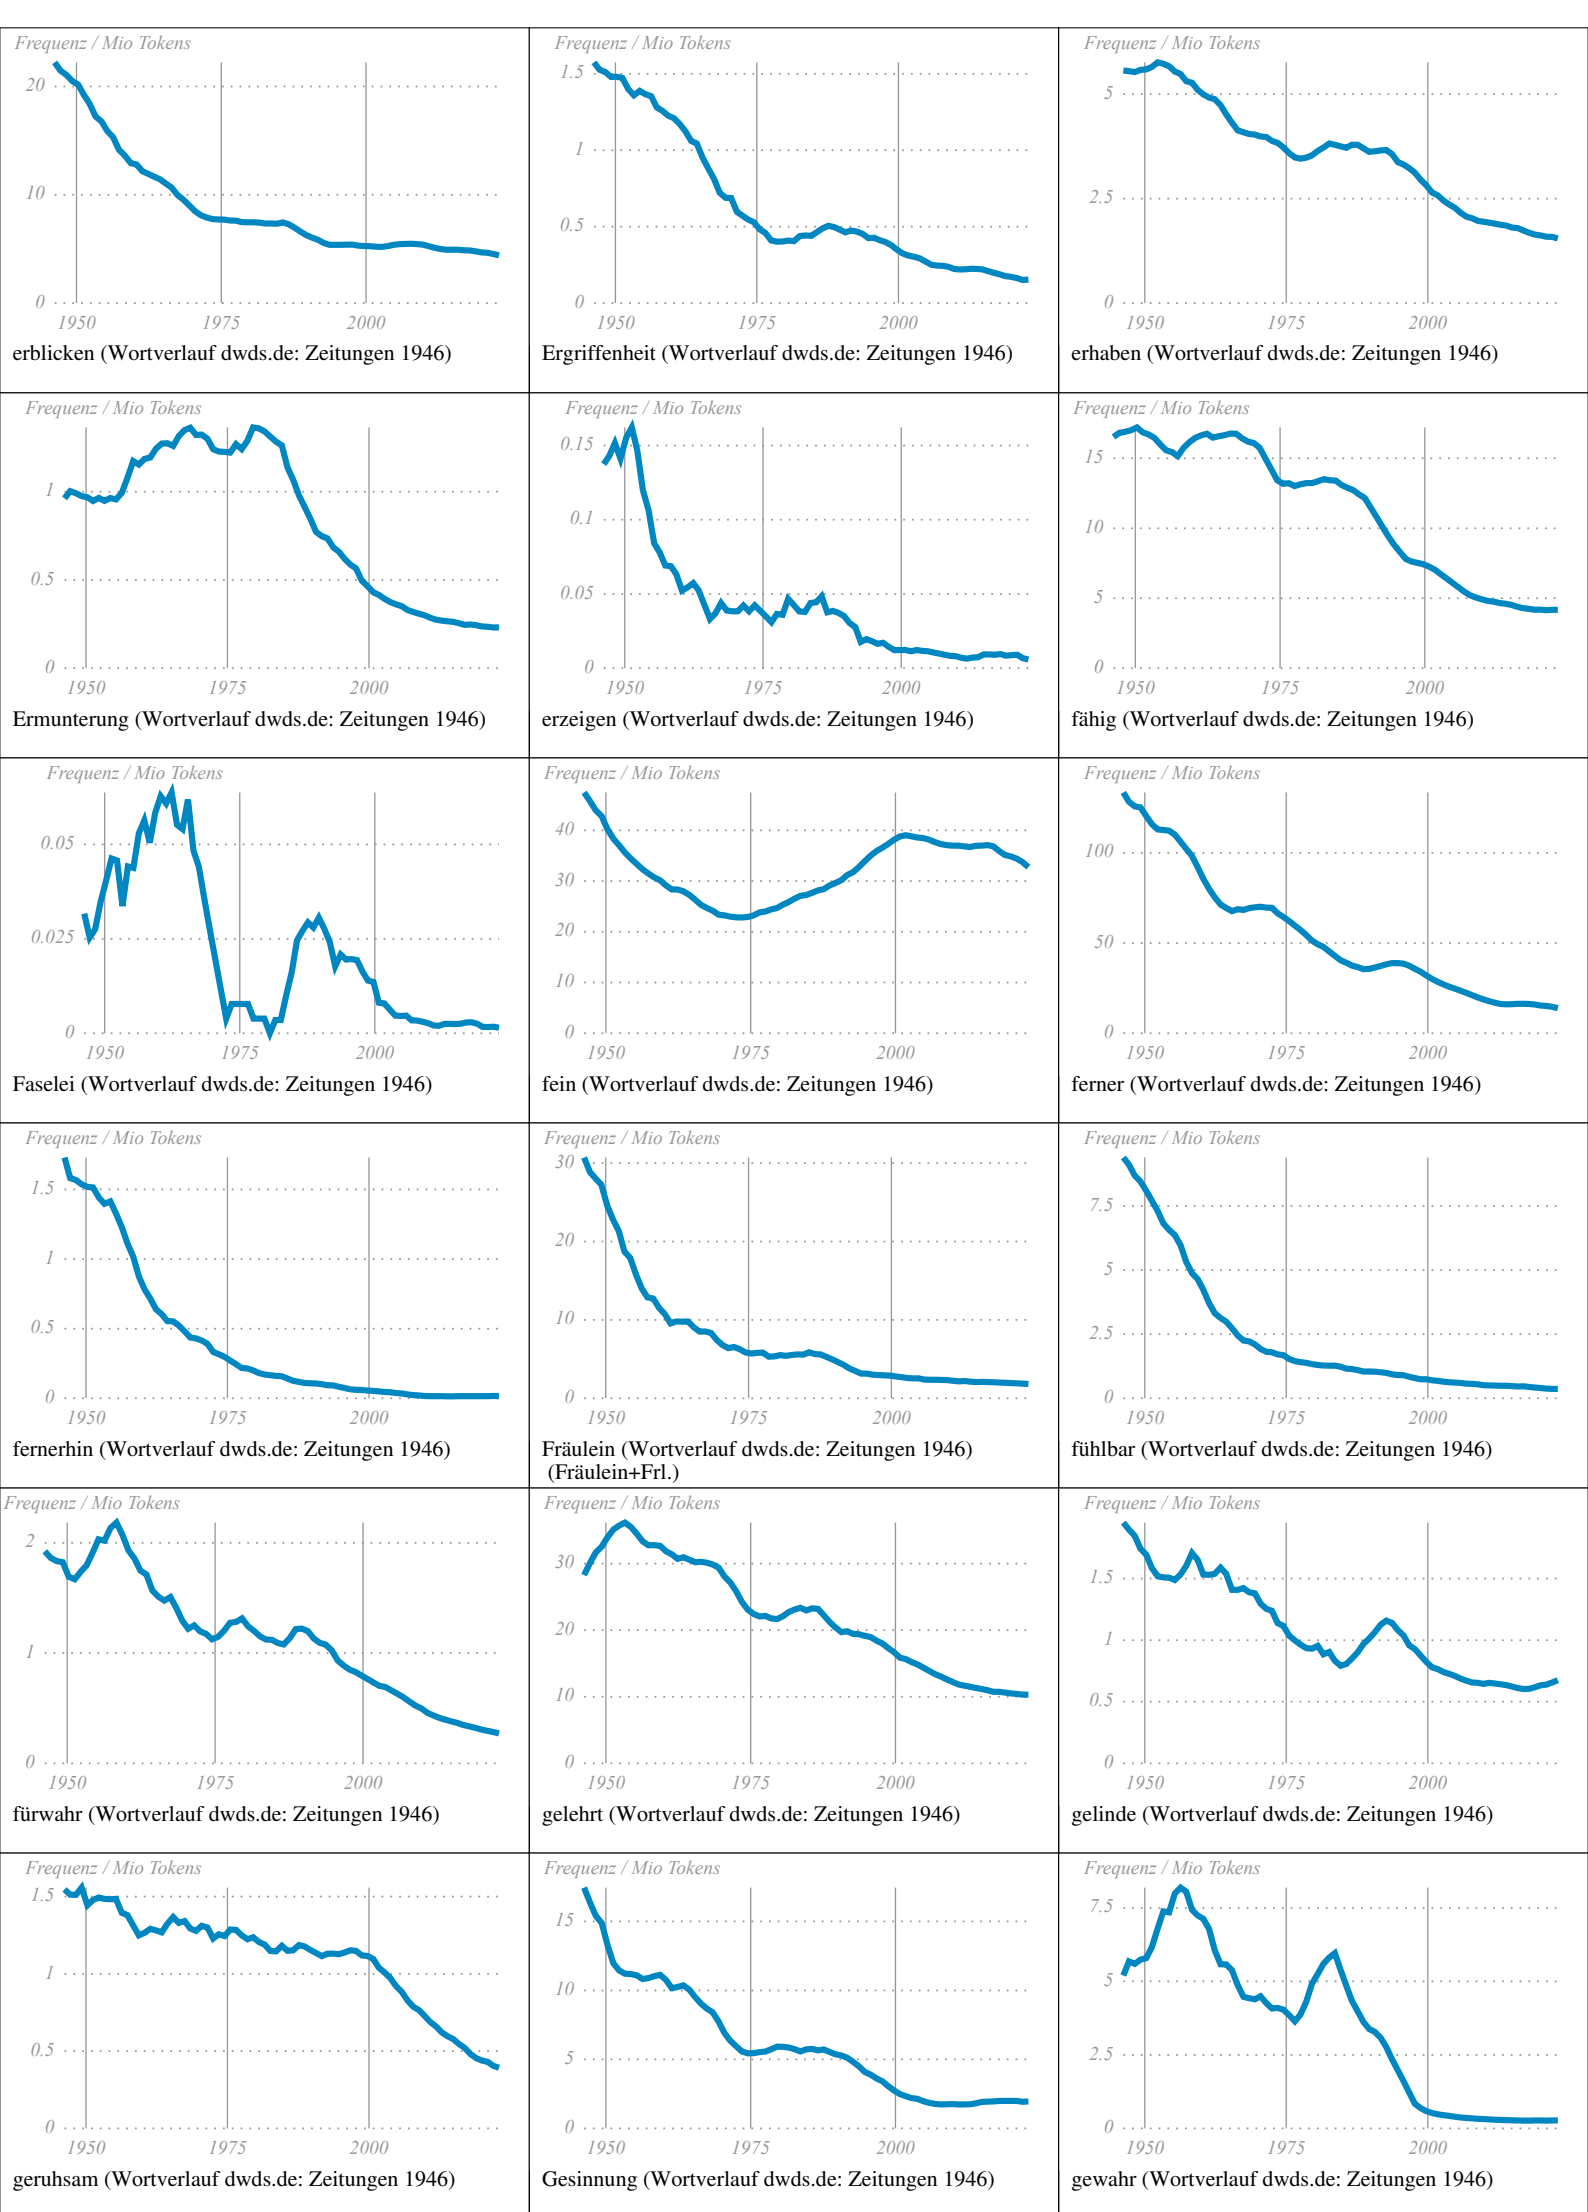 Frequenz / Mio Tokens
20
10
0
1950 1975 2000
erblicken (Wortverlauf dwds.de: Zeitungen 1946)
Frequenz / Mio Tokens
1.5
1
0.5
0
1950 1975 2000
Ergriffenheit (Wortverlauf dwds.de: Zeitungen 1946)
Frequenz / Mio Tokens
5
2.5
0
1950 1975 2000
erhaben (Wortverlauf dwds.de: Zeitungen 1946)
Frequenz / Mio Tokens
1
0.5
0
1950 1975 2000
Ermunterung (Wortverlauf dwds.de: Zeitungen 1946)
Frequenz / Mio Tokens
0.15
0.1
0.05
0
1950 1975 2000
erzeigen (Wortverlauf dwds.de: Zeitungen 1946)
Frequenz / Mio Tokens
15
10
5
0
1950 1975 2000
fähig (Wortverlauf dwds.de: Zeitungen 1946)
Frequenz / Mio Tokens
0.05
0.025
0
1950 1975 2000
Faselei (Wortverlauf dwds.de: Zeitungen 1946)
Frequenz / Mio Tokens
40
30
20
10
0
1950 1975 2000
fein (Wortverlauf dwds.de: Zeitungen 1946)
Frequenz / Mio Tokens
100
50
0
1950 1975 2000
ferner (Wortverlauf dwds.de: Zeitungen 1946)
Frequenz / Mio Tokens
1.5
1
0.5
0
1950 1975 2000
fernerhin (Wortverlauf dwds.de: Zeitungen 1946)
Frequenz / Mio Tokens
30
20
10
0
1950 1975 2000
Fräulein (Wortverlauf dwds.de: Zeitungen 1946)
(Fräulein+Frl.)
Frequenz / Mio Tokens
7.5
5
2.5
0
1950 1975 2000
fühlbar (Wortverlauf dwds.de: Zeitungen 1946)
Frequenz / Mio Tokens
2
1
0
1950 1975 2000
fürwahr (Wortverlauf dwds.de: Zeitungen 1946)
Frequenz / Mio Tokens
30
20
10
0
1950 1975 2000
gelehrt (Wortverlauf dwds.de: Zeitungen 1946)
Frequenz / Mio Tokens
1.5
1
0.5
0
1950 1975 2000
gelinde (Wortverlauf dwds.de: Zeitungen 1946)
Frequenz / Mio Tokens
1.5
1
0.5
0
1950 1975 2000
geruhsam (Wortverlauf dwds.de: Zeitungen 1946)
Frequenz / Mio Tokens
15
10
5
0
1950 1975 2000
Gesinnung (Wortverlauf dwds.de: Zeitungen 1946)
Frequenz / Mio Tokens
7.5
5
2.5
0
1950 1975 2000
gewahr (Wortverlauf dwds.de: Zeitungen 1946)